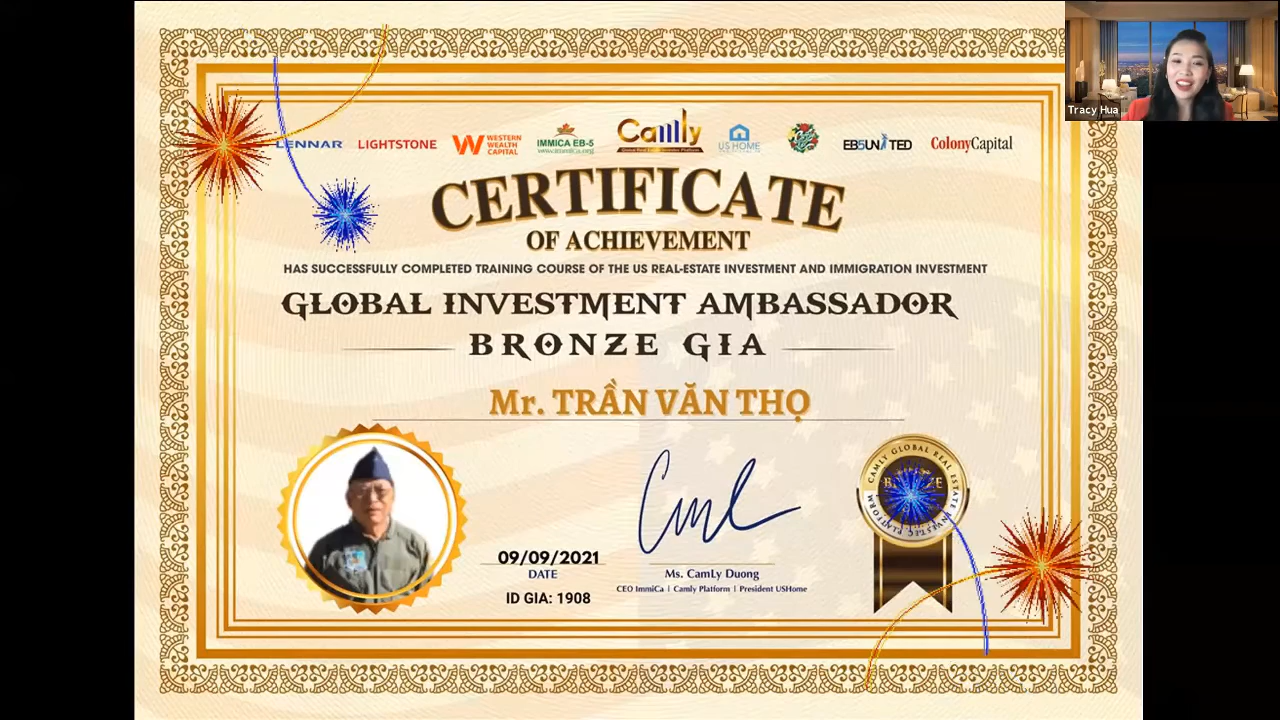 Tracy Hua
LENNAR
LIGHTSTONE
WESTERN
WEALTH
CAPITAL
IMMICA EB-5
Camly
US HOME
EB5UNITED
ColonyCapital
CERTIFICATE
OF ACHIEVEMENT
HAS SUCCESSFULLY COMPLETED TRAINING COURSE OF THE US REAL-ESTATE INVESTMENT AND IMMIGRATION INVESTMENT
GLOBAL INVESTMENT AMBASSADOR
BRONZE GIA
Mr. TRẦN VĂN THỌ
CAMLY GLOBAL REAL ESTATE INVESTEC PLATFORM
09/09/2021
DATE
ID GIA: 1908
Ms. CamLy Duong
CEO ImmiCa | Camly Platform | President USHome